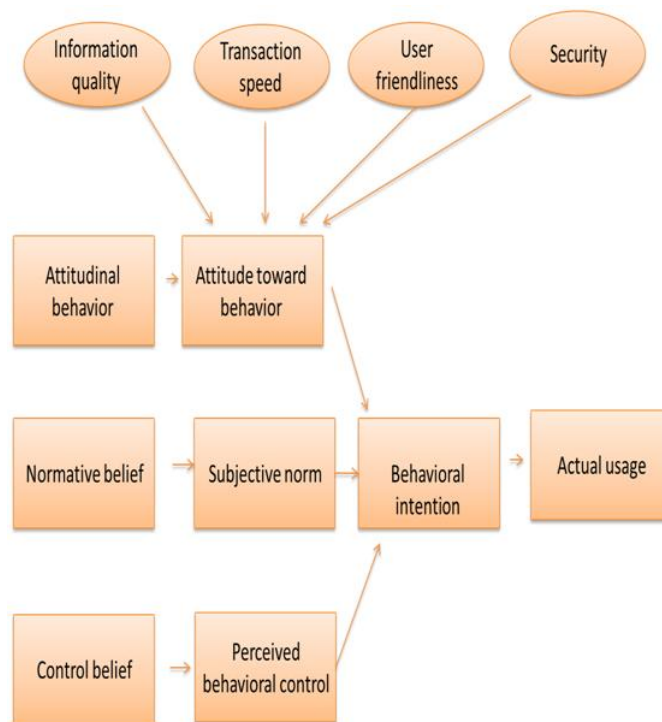 Information
quality
Transaction
speed
User
friendliness
Security
Attitudinal
behavior
Attitude toward
behavior
Normative belief
Subjective norm
Behavioral
intention
Actual usage
Control belief
Perceived
behavioral control